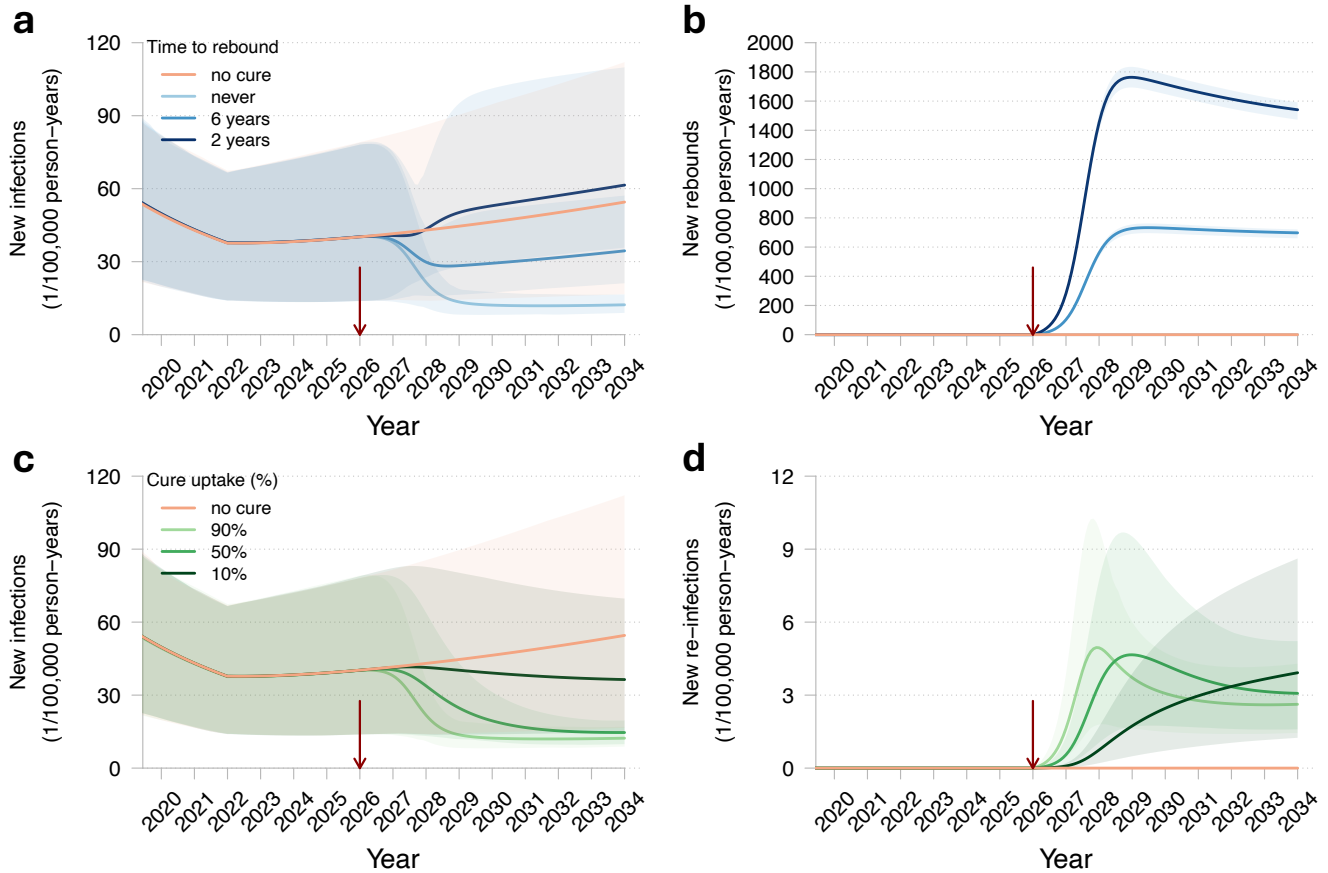 a
New infections
(1/100,000 person−years)
120
90
60
30
0
Time to rebound
no cure
never
6 years
2 years
2020 2021 2022 2023 2024 2025 2026 2027 2028 2029 2030 2031 2032 2033 2034
Year
b
New rebounds
(1/100,000 person−years)
2000
1800
1600
1400
1200
1000
800
600
400
200
0
2020 2021 2022 2023 2024 2025 2026 2027 2028 2029 2030 2031 2032 2033 2034
Year
c
New infections
(1/100,000 person−years)
120
90
60
30
0
Cure uptake (%)
no cure
90%
50%
10%
2020 2021 2022 2023 2024 2025 2026 2027 2028 2029 2030 2031 2032 2033 2034
Year
d
New re−infections
(1/100,000 person−years)
12
9
6
3
0
2020 2021 2022 2023 2024 2025 2026 2027 2028 2029 2030 2031 2032 2033 2034
Year